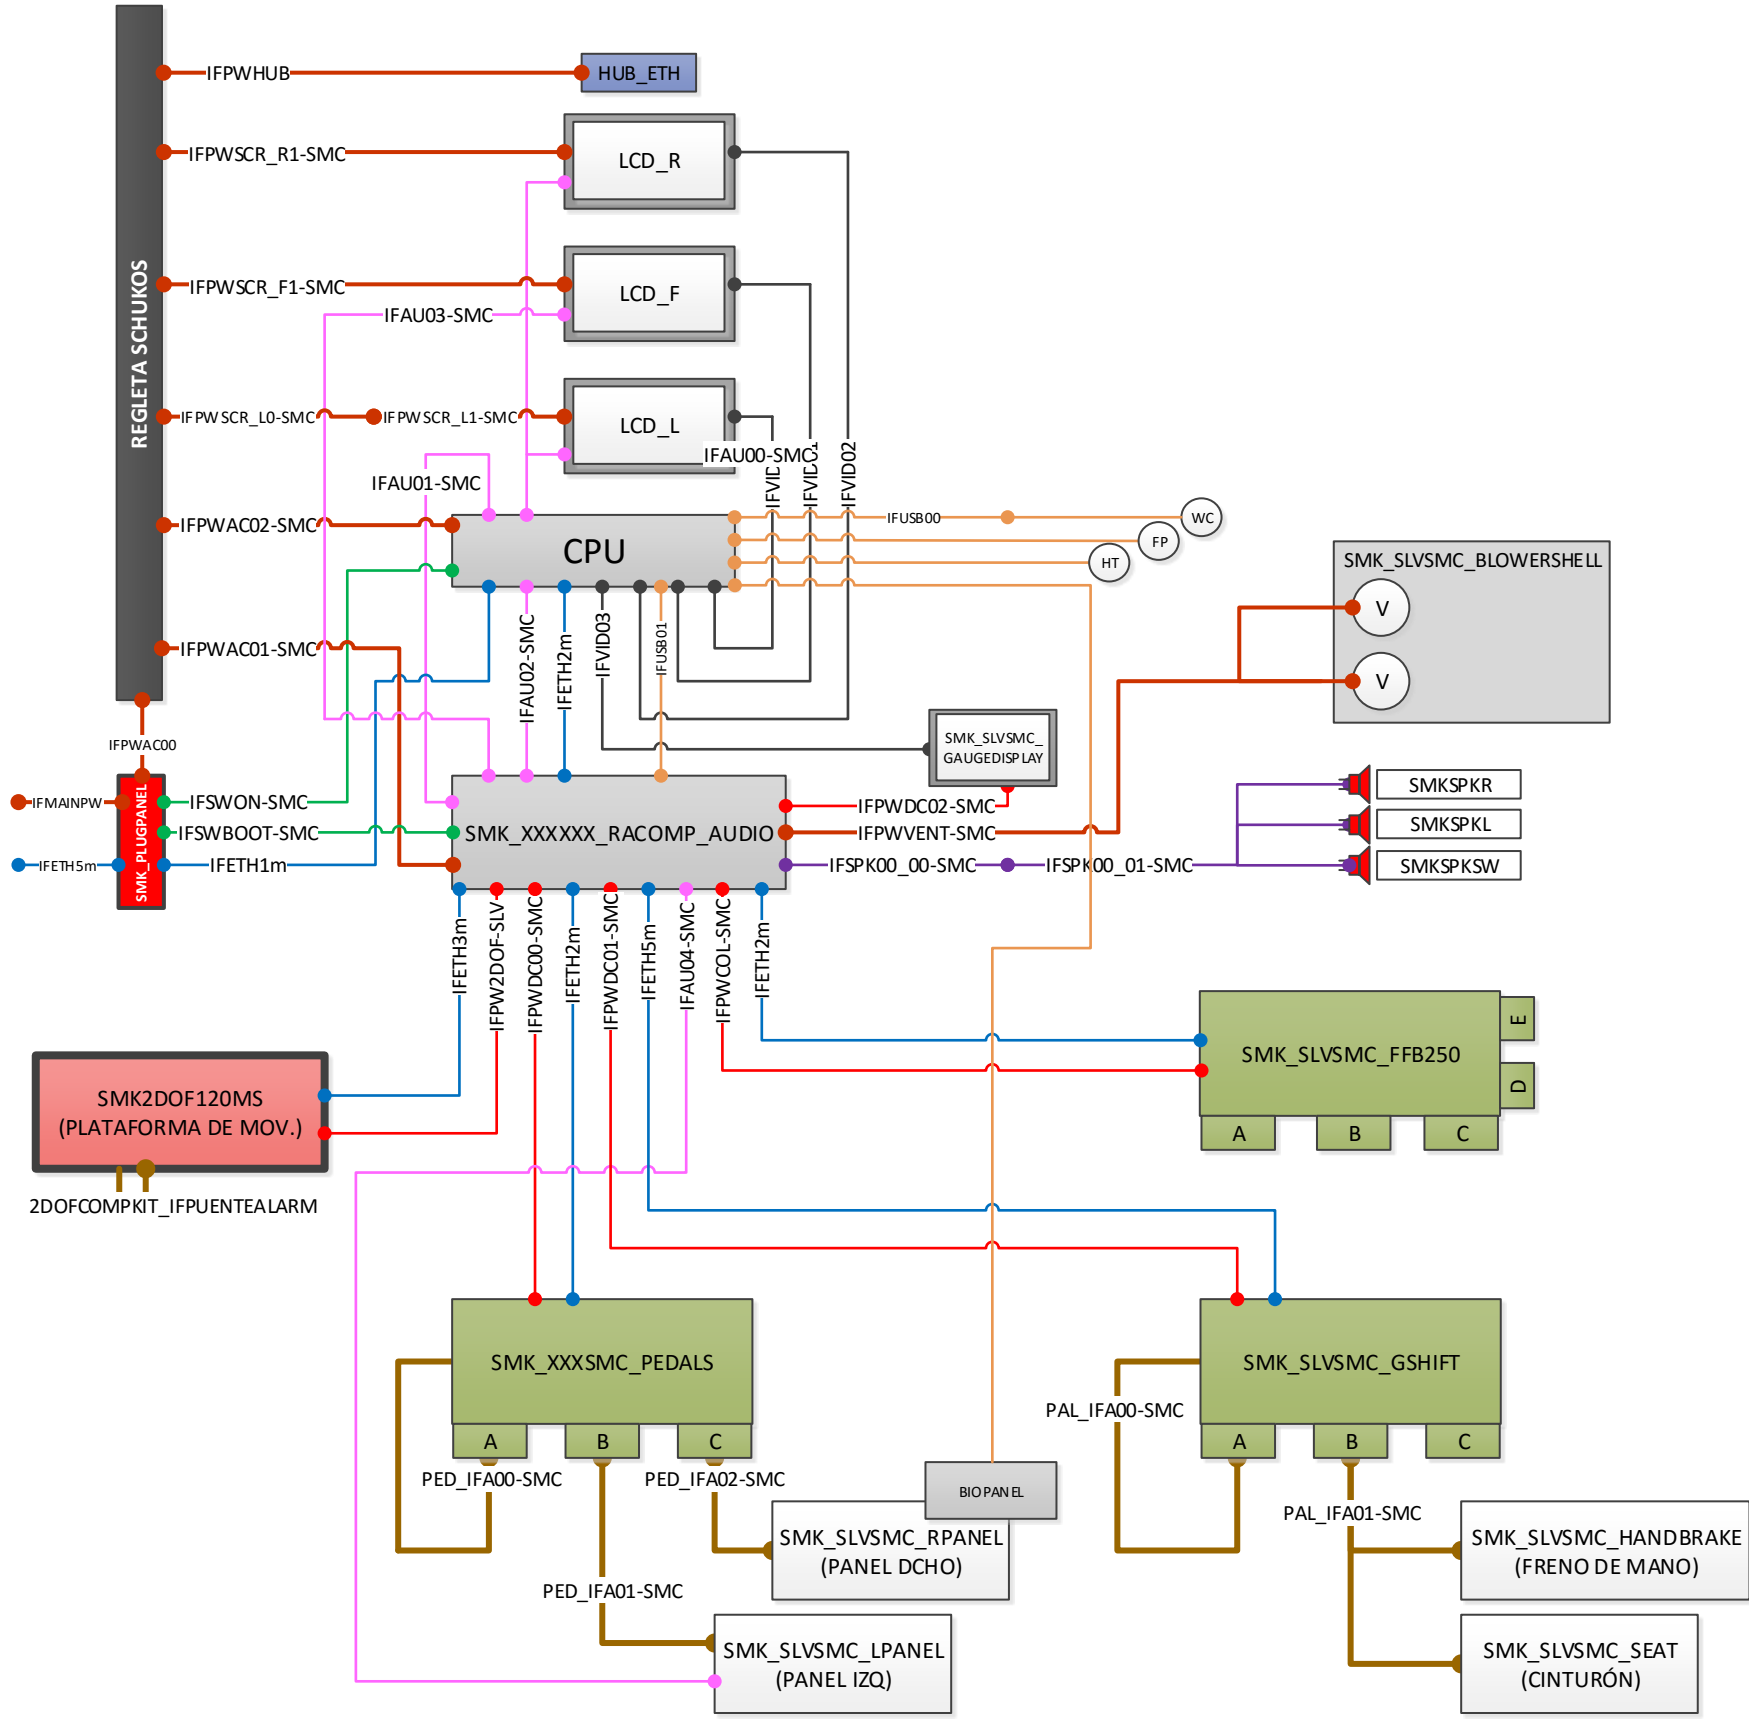 IFPWHUB
HUB_ETH
IFPWSCR_R1-SMC
LCD_R
REGLETA SCHUKOS
IFPWSCR_F1-SMC
LCD_F
IFAU03-SMC
IFPWSCR_L0-SMC
IFPWSCR_L1-SMC
LCD_L
IFAU00-SMC
IFVID01
IFVID02
IFAU01-SMC
IFPWAC02-SMC
CPU
IFUSB00
WC
FP
HT
SMK_SLVSMC_BLOWERSHELL
V
V
IFPWAC01-SMC
IFAU02-SMC
IFETH2m
IFVID03
IFUSB01
IFPWAC00
SMK_SLVSMC_
GAUGEDISPLAY
IFMAINPW
SMK_PLUGPANEL
IFSWON-SMC
IFSWBOOT-SMC
IFETH5m
IFETH1m
SMK_XXXXXX_RACOMP_AUDIO
IFPWDC02-SMC
IFPWVENT-SMC
IFSPK00_00-SMC
IFSPK00_01-SMC
SMKSPKR
SMKSPKL
SMKSPKSW
IFETH3m
IFPW2DOF-SLV
IFPWDC00-SMC
IFETH2m
IFPWDC01-SMC
IFETH5m
IFAU04-SMC
IFPWCOL-SMC
IFETH2m
SMK_SLVSMC_FFB250
E
D
A
B
C
SMK2DOF120MS
(PLATAFORMA DE MOV.)
2DOFCOMPKIT_IFPUENTEALARM
SMK_XXXSMC_PEDALS
A
B
C
PED_IFA00-SMC
PED_IFA02-SMC
PED_IFA01-SMC
SMK_SLVSMC_GSHIFT
PAL_IFA00-SMC
A
B
C
PAL_IFA01-SMC
BIOPANEL
SMK_SLVSMC_RPANEL
(PANEL DCHO)
SMK_SLVSMC_HANDBRAKE
(FRENO DE MANO)
SMK_SLVSMC_LPANEL
(PANEL IZQ)
SMK_SLVSMC_SEAT
(CINTURÓN)